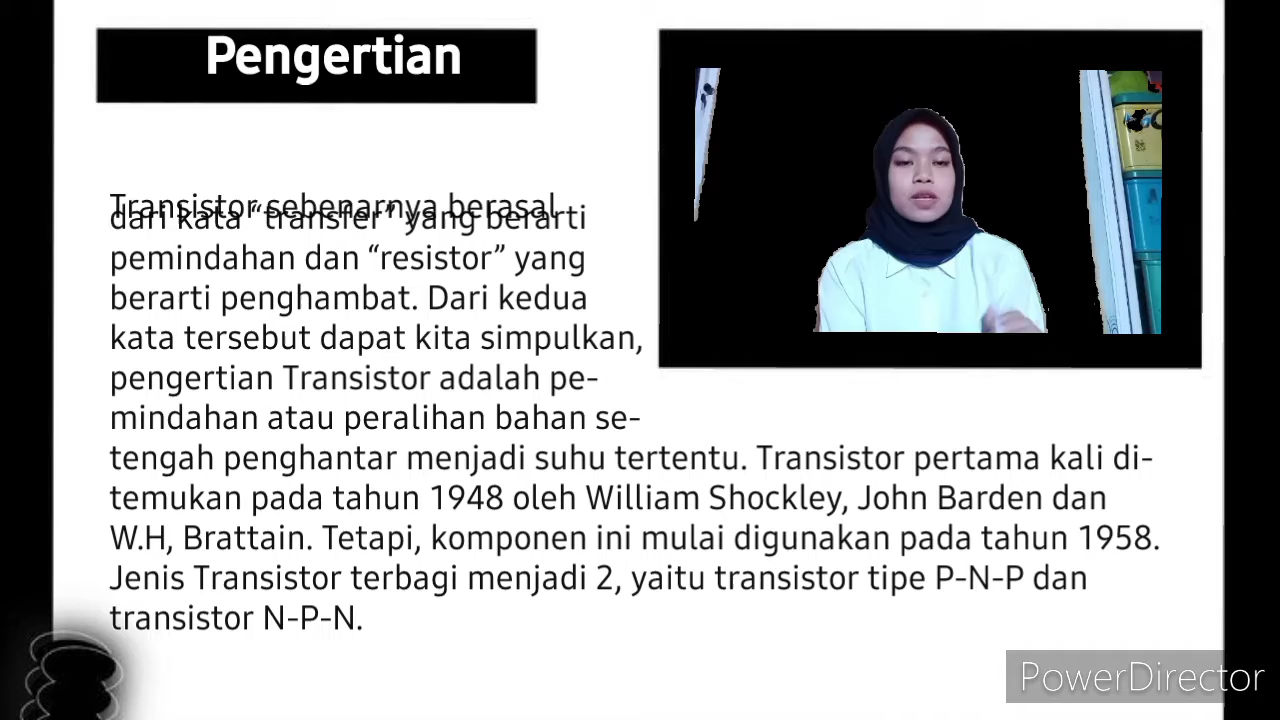 Pengertian
Transistor sebenarnya berasal
dari kata “transfer” yang berarti
pemindahan dan “resistor” yang
berarti penghambat. Dari kedua
kata tersebut dapat kita simpulkan,
pengertian Transistor adalah pe-
mindahan atau peralihan bahan se-
tengah penghantar menjadi suhu tertentu. Transistor pertama kali di-
temukan pada tahun 1948 oleh William Shockley, John Barden dan
W.H, Brattain. Tetapi, komponen ini mulai digunakan pada tahun 1958.
Jenis Transistor terbagi menjadi 2, yaitu transistor tipe P-N-P dan
transistor N-P-N.
PowerDirector